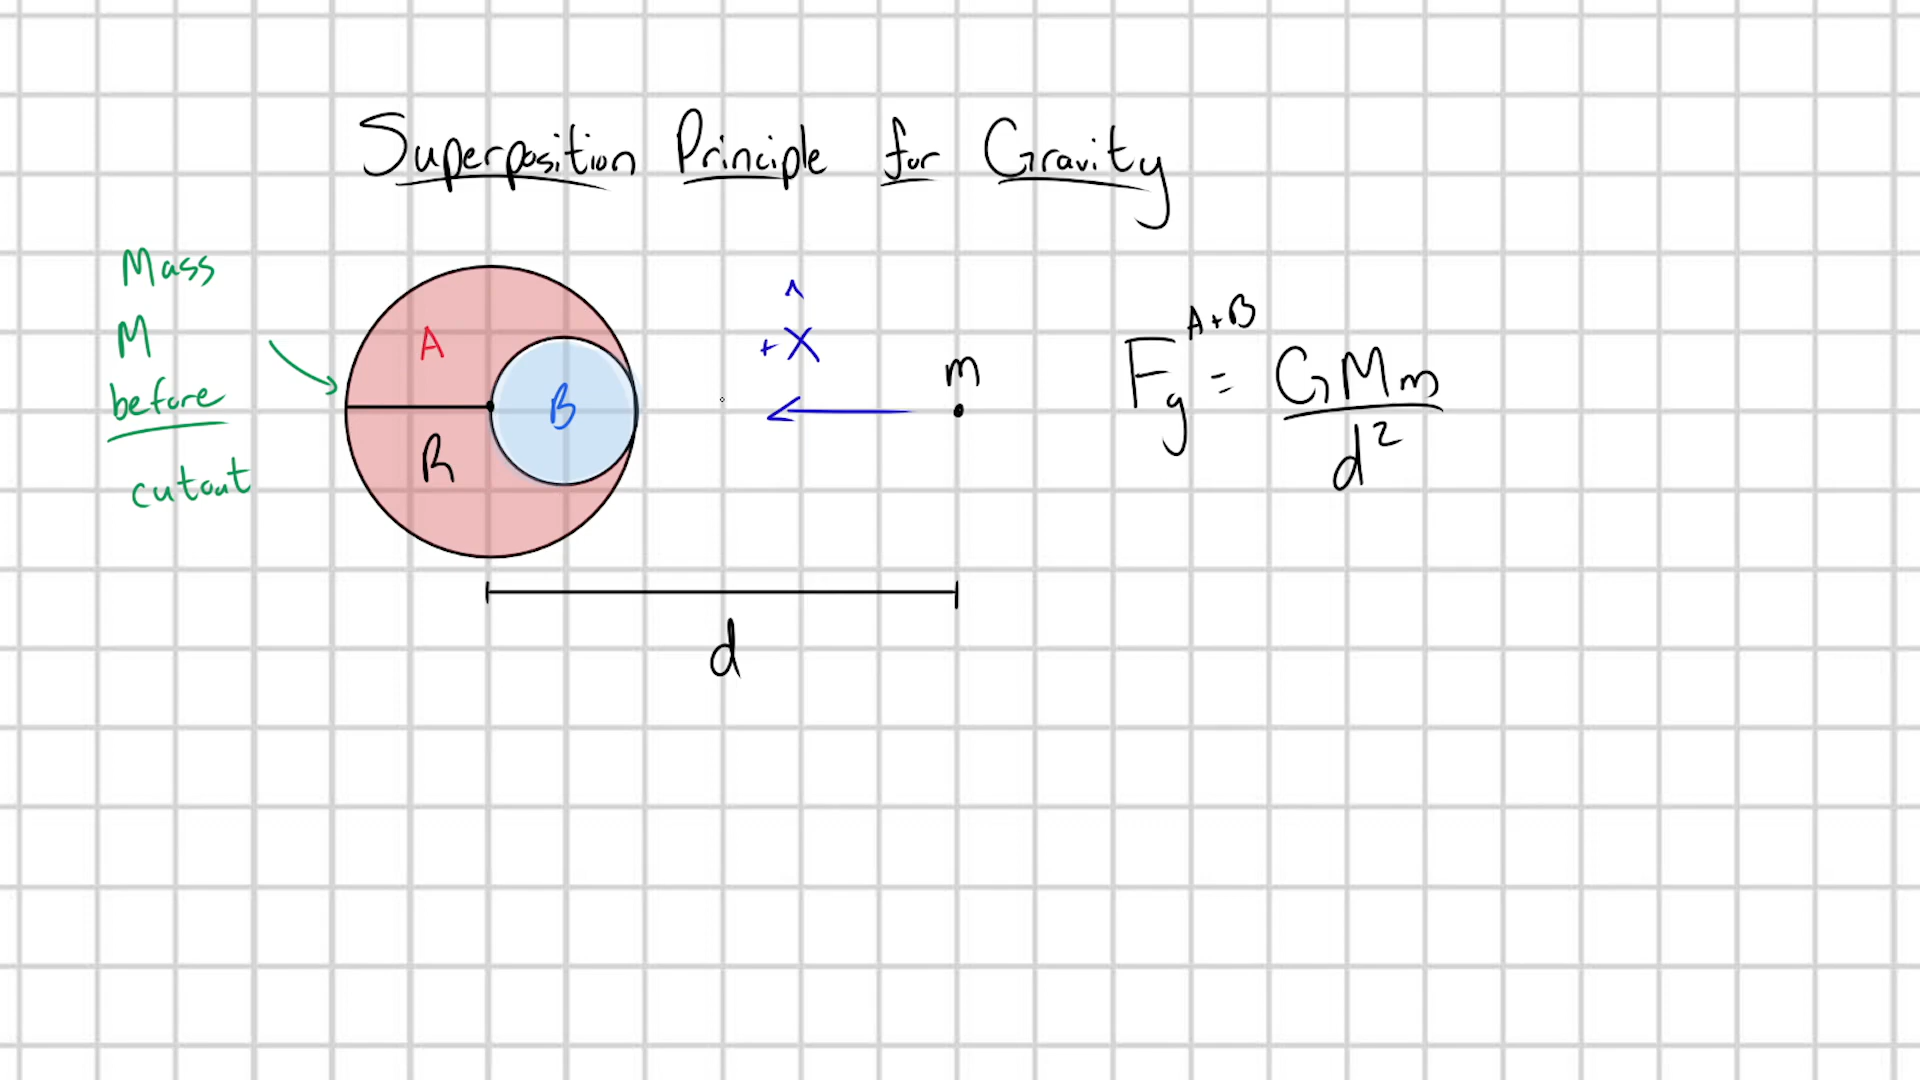 Superposition Principle for Gravity
Mass
M
before
cutout
A
B
R
^
+X
m
F_g^{A+B} = GMm/d²
d